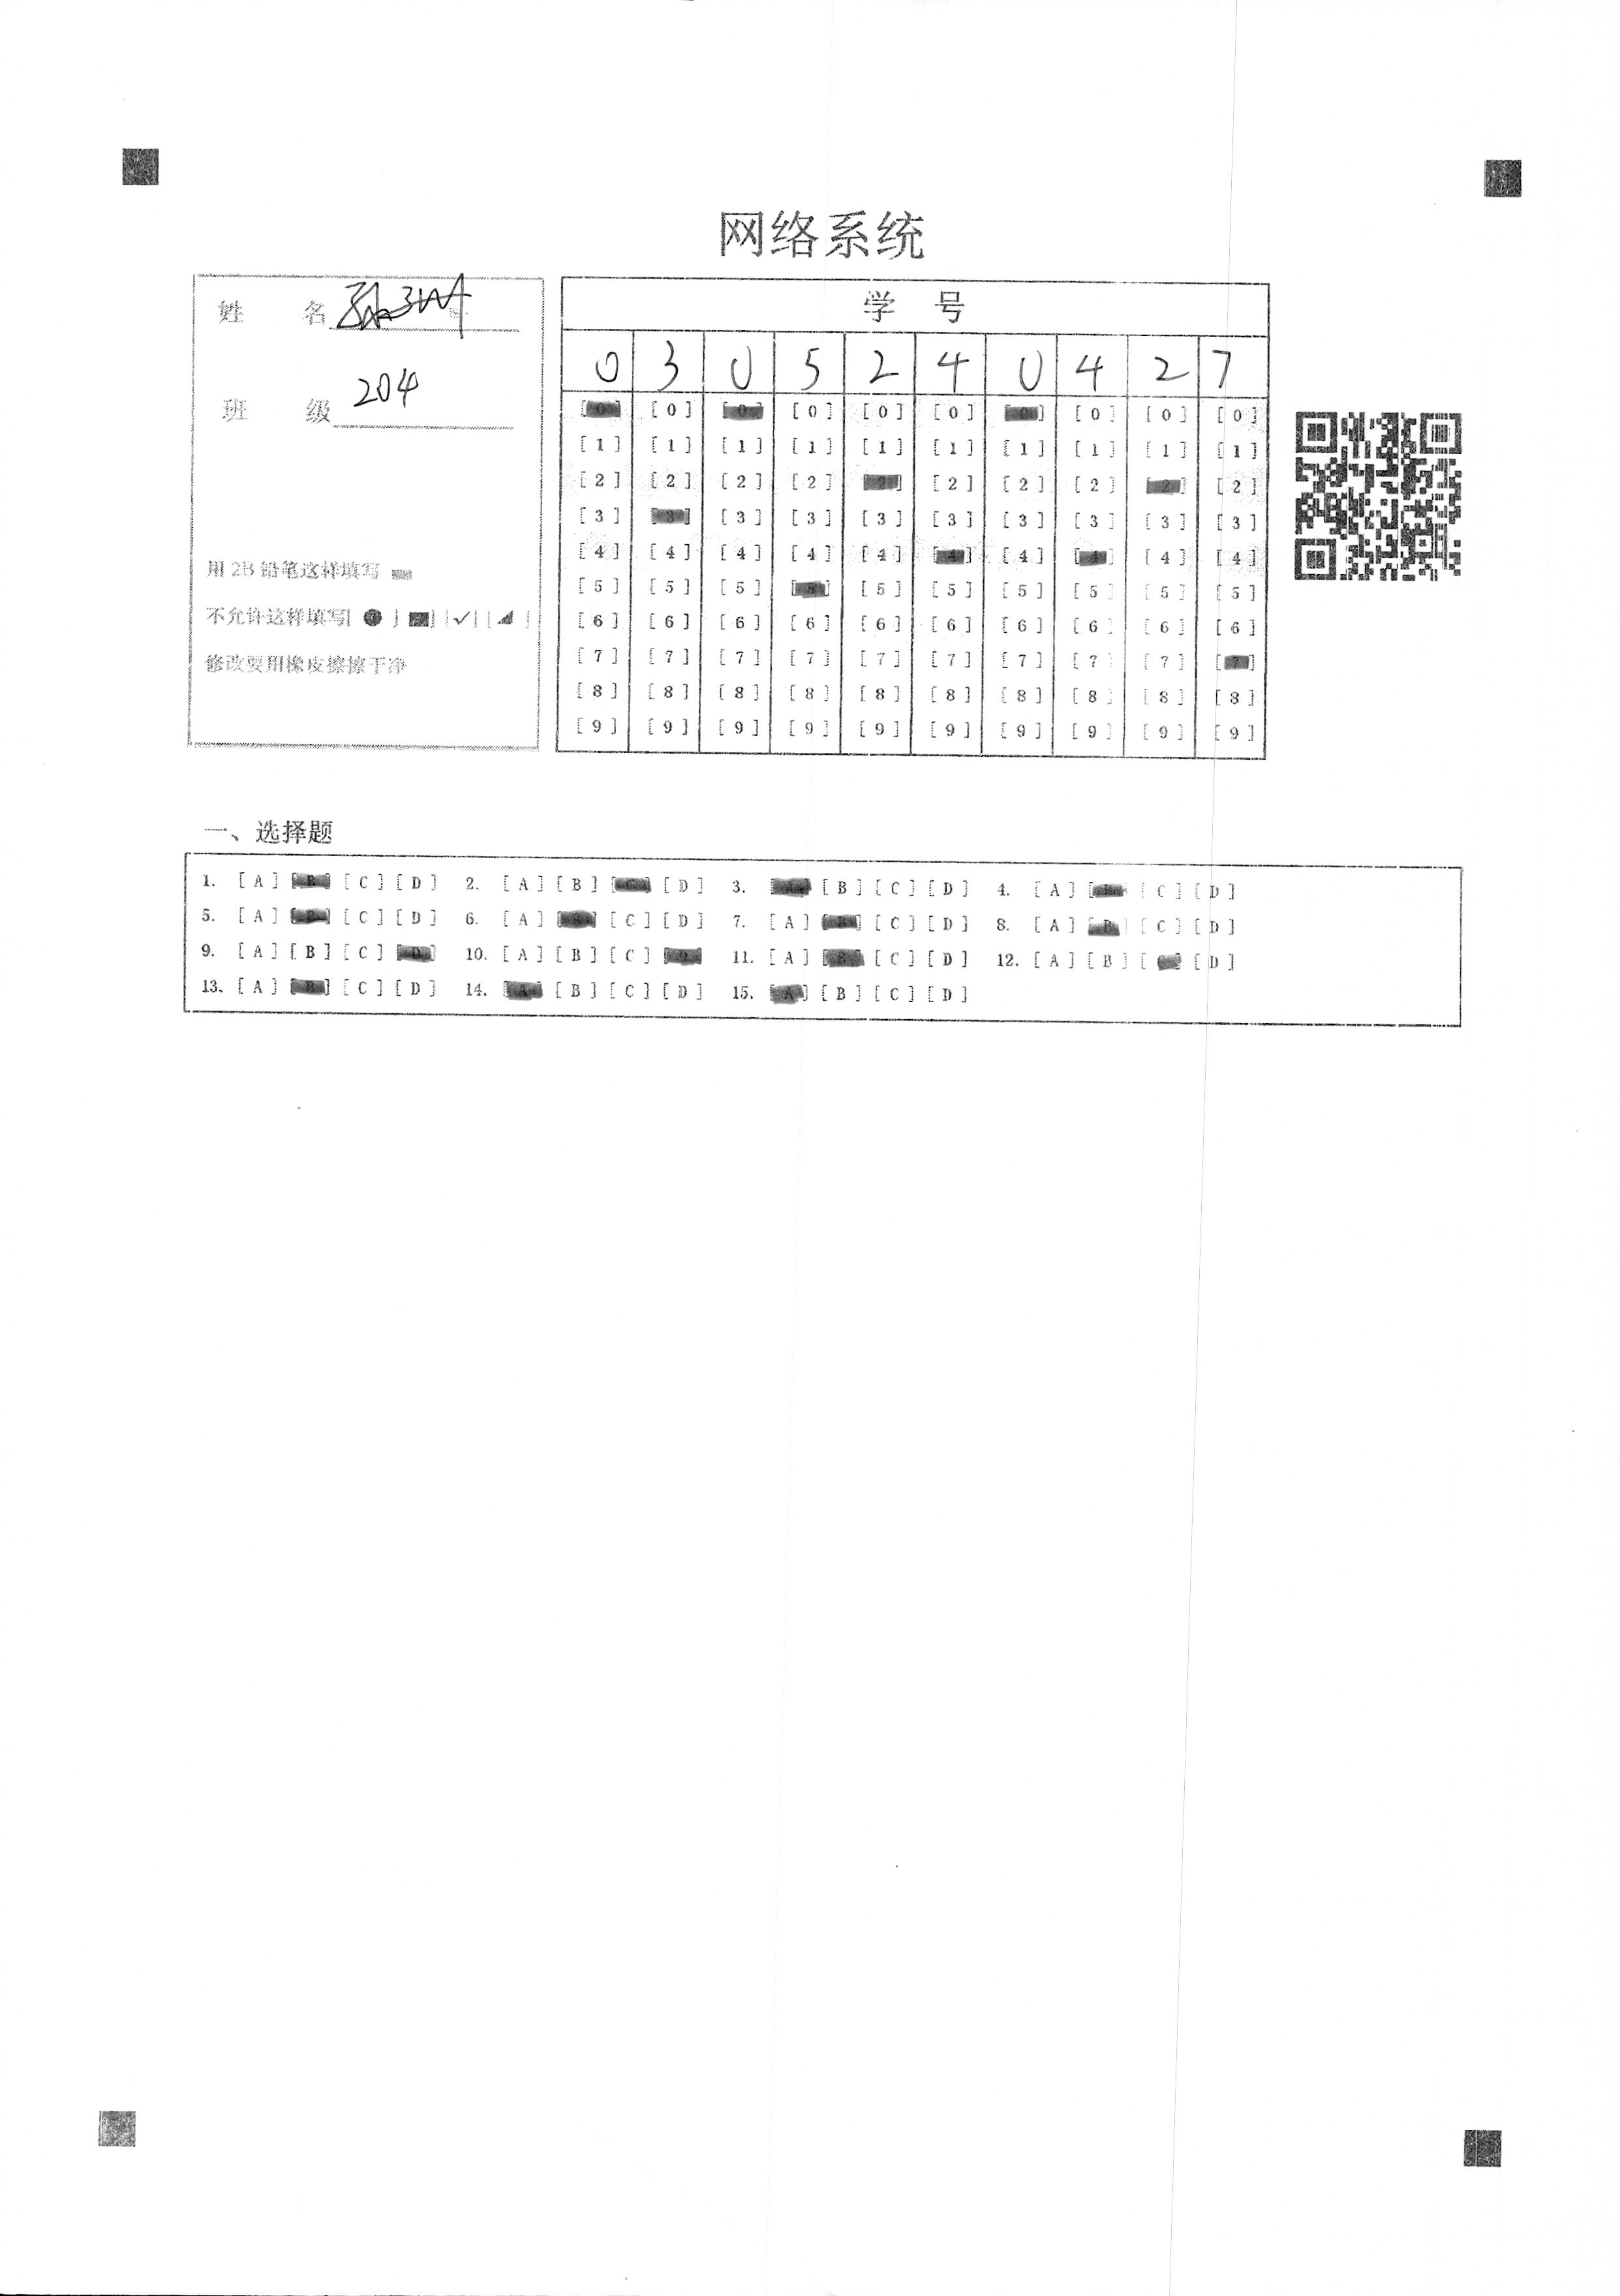 网络系统
姓 名
班 级 204
用2B铅笔这样填写
不允许这样填写[ ● ] [■] [✓] [◢ ]
修改要用橡皮擦擦干净
学 号
0 3 0 5 2 4 0 4 2 7
[0] [0] [0] [0] [0] [0] [0] [0] [0] [0]
[1] [1] [1] [1] [1] [1] [1] [1] [1] [1]
[2] [2] [2] [2] [2] [2] [2] [2] [2] [2]
[3] [3] [3] [3] [3] [3] [3] [3] [3] [3]
[4] [4] [4] [4] [4] [4] [4] [4] [4] [4]
[5] [5] [5] [5] [5] [5] [5] [5] [5] [5]
[6] [6] [6] [6] [6] [6] [6] [6] [6] [6]
[7] [7] [7] [7] [7] [7] [7] [7] [7] [7]
[8] [8] [8] [8] [8] [8] [8] [8] [8] [8]
[9] [9] [9] [9] [9] [9] [9] [9] [9] [9]
一、选择题
1. [A] [B] [C] [D] 2. [A] [B] [C] [D] 3. [A] [B] [C] [D] 4. [A] [B] [C] [D]
5. [A] [B] [C] [D] 6. [A] [B] [C] [D] 7. [A] [B] [C] [D] 8. [A] [B] [C] [D]
9. [A] [B] [C] [D] 10. [A] [B] [C] [D] 11. [A] [B] [C] [D] 12. [A] [B] [C] [D]
13. [A] [B] [C] [D] 14. [A] [B] [C] [D] 15. [A] [B] [C] [D]